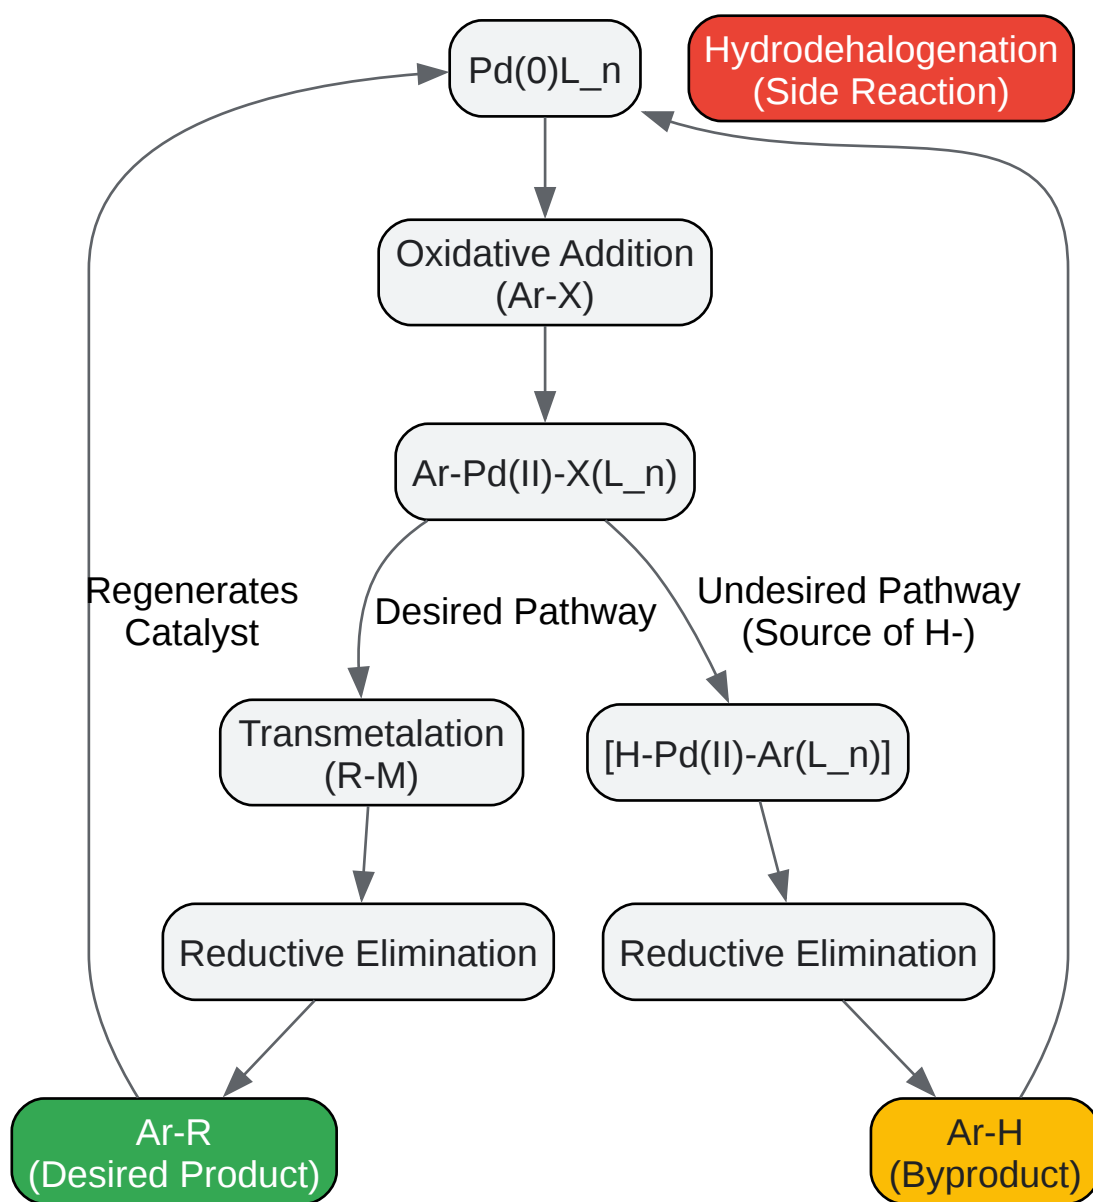 Pd(0)L_n
Hydrodehalogenation
(Side Reaction)
Oxidative Addition
(Ar-X)
Ar-Pd(II)-X(L_n)
Regenerates
Catalyst
Desired Pathway
Undesired Pathway
(Source of H-)
Transmetalation
(R-M)
[H-Pd(II)-Ar(L_n)]
Reductive Elimination
Reductive Elimination
Ar-R
(Desired Product)
Ar-H
(Byproduct)